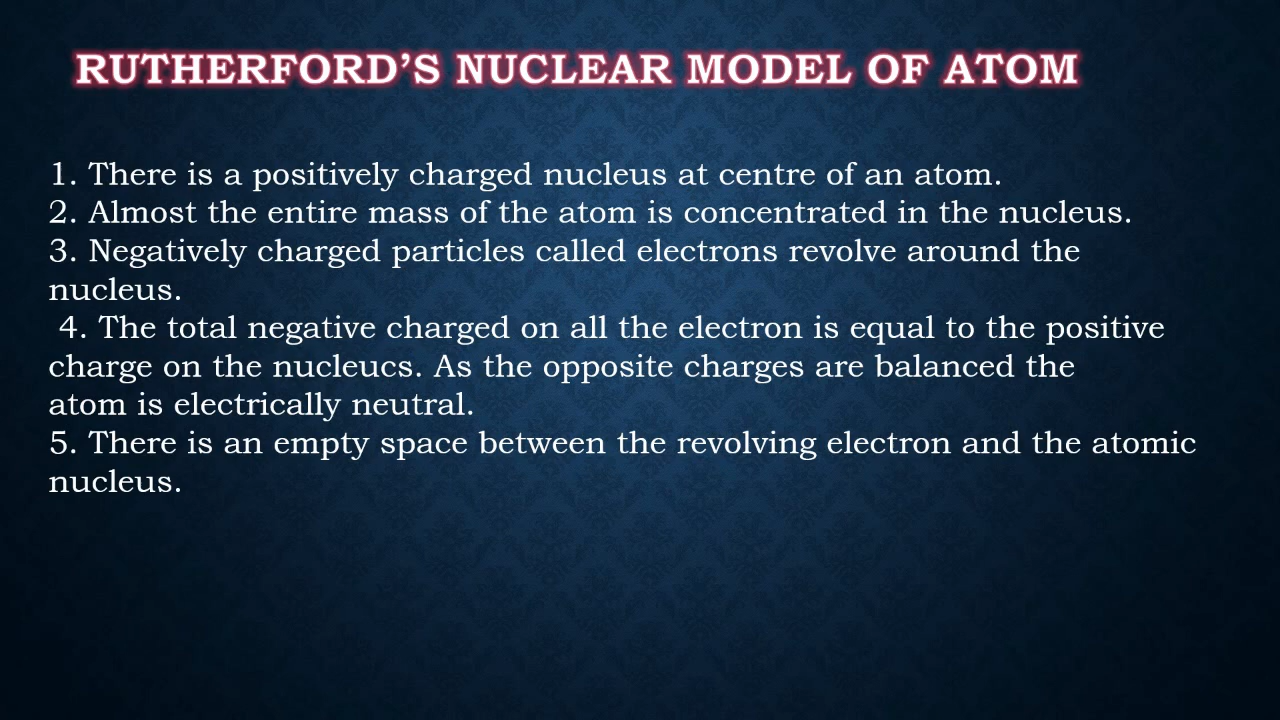 RUTHERFORD’S NUCLEAR MODEL OF ATOM
1. There is a positively charged nucleus at centre of an atom.
2. Almost the entire mass of the atom is concentrated in the nucleus.
3. Negatively charged particles called electrons revolve around the
nucleus.
4. The total negative charged on all the electron is equal to the positive
charge on the nucleucs. As the opposite charges are balanced the
atom is electrically neutral.
5. There is an empty space between the revolving electron and the atomic
nucleus.